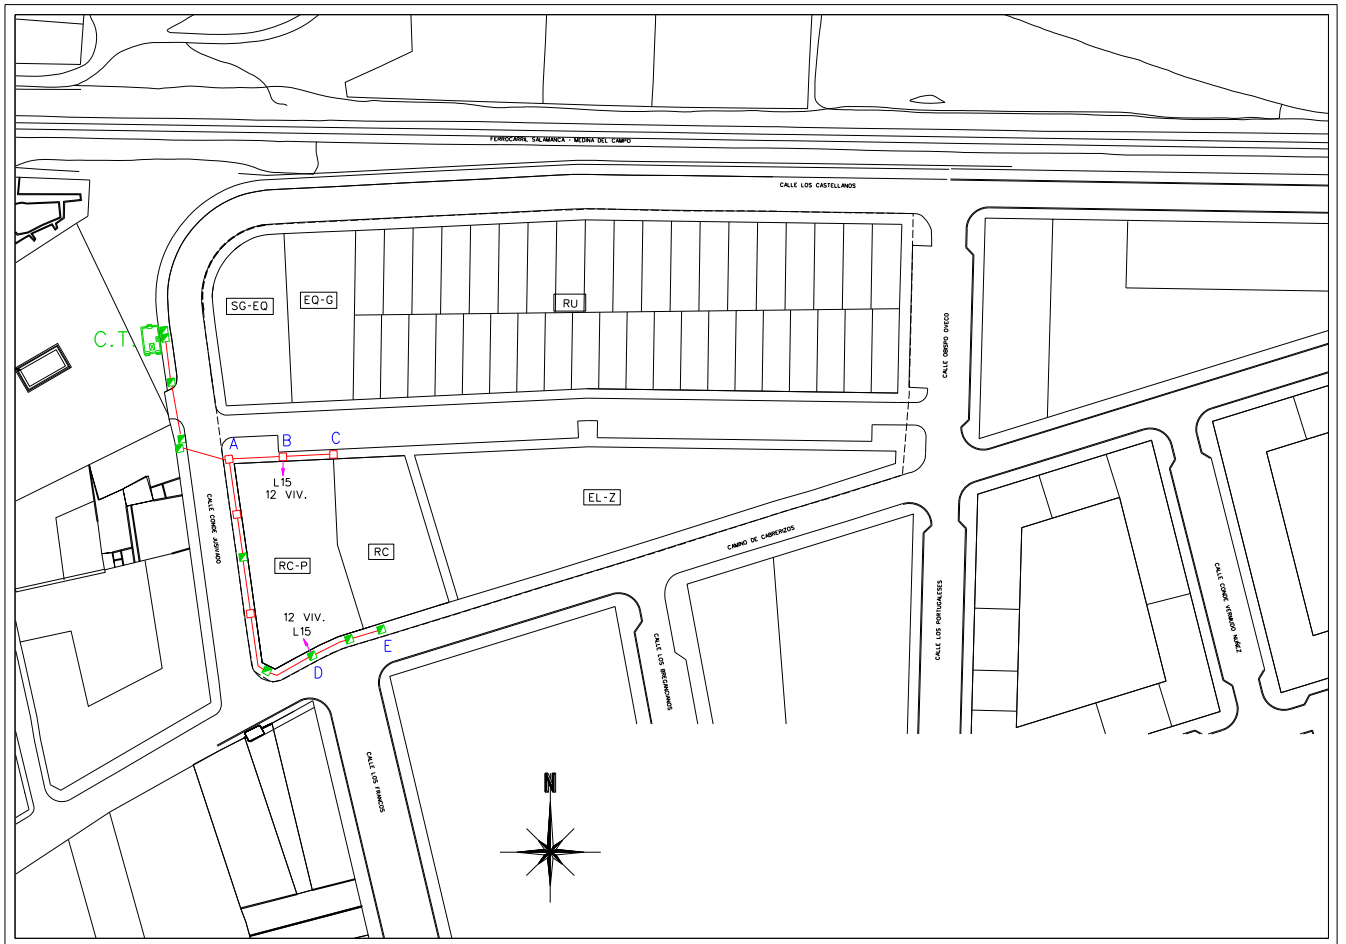 FERROCARRIL SALAMANCA - MEDINA DEL CAMPO
CALLE LOS CASTELLANOS
SG-EQ
EQ-G
RU
C.T.
CALLE OBISPO OVECO
A
B
C
L15
12 VIV.
EL-Z
CALLE CONDE JUSVADO
CAMINO DE CABRERIZOS
RC
RC-P
12 VIV.
L15
D
E
CALLE LOS PORTUGALESES
CALLE CONDE VERMUDO NUÑEZ
CALLE LOS BREGANCIANOS
CALLE LOS FRANCOS
N